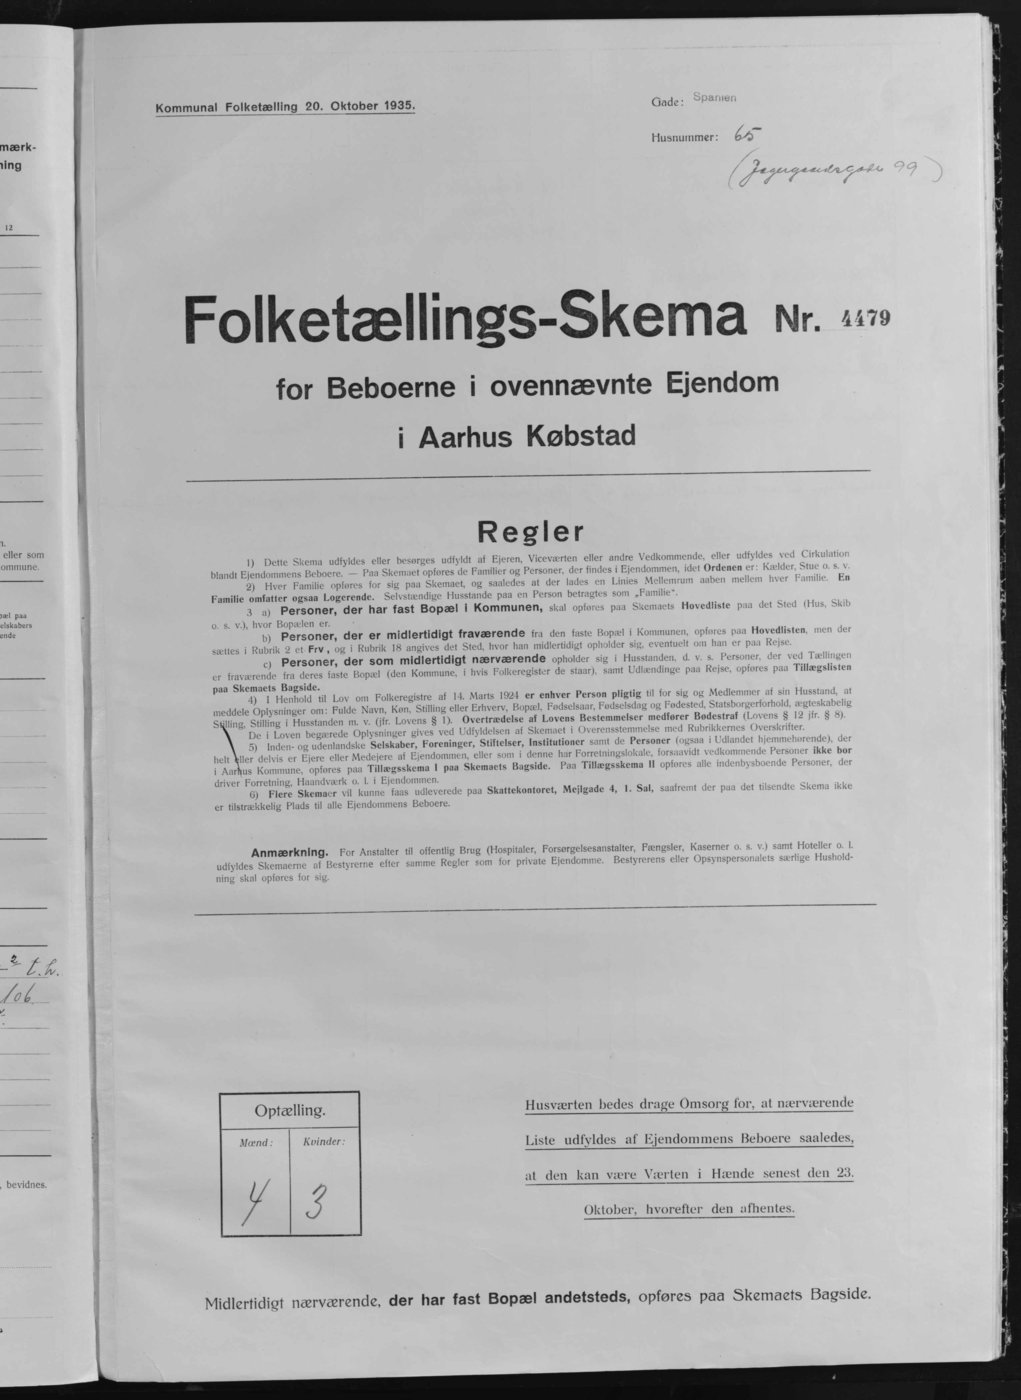 Kommunal Folketælling 20. Oktober 1935.
Gade: Spanien
Husnummer: 65
(Jægergaardsgade 99)
Folketællings-Skema Nr. 4479
for Beboerne i ovennævnte Ejendom
i Aarhus Købstad
Regler
1) Dette Skema udfyldes eller besørges udfyldt af Ejeren, Viceværten eller andre Vedkommende, eller udfyldes ved Cirkulation
blandt Ejendommens Beboere. — Paa Skemaet opføres de Familier og Personer, der findes i Ejendommen, idet Ordenen er: Kælder, Stue o. s. v.
2) Hver Familie opføres for sig paa Skemaet, og saaledes at der lades en Linies Mellemrum aaben mellem hver Familie. En
Familie omfatter ogsaa Logerende. Selvstændige Husstande paa en Person betragtes som „Familie“.
3 a) Personer, der har fast Bopæl i Kommunen, skal opføres paa Skemaets Hovedliste paa det Sted (Hus, Skib
o. s. v.), hvor Bopælen er.
b) Personer, der er midlertidigt fraværende fra den faste Bopæl i Kommunen, opføres paa Hovedlisten, men der
sættes i Rubrik 2 et Frv., og i Rubrik 18 angives det Sted, hvor han midlertidigt opholder sig, eventuelt om han er paa Rejse.
c) Personer, der som midlertidigt nærværende opholder sig i Husstanden, d. v. s. Personer, der ved Tællingen
er fraværende fra deres faste Bopæl (den Kommune, i hvis Folkeregister de staar), samt Udlændinge paa Rejse, opføres paa Tillægslisten
paa Skemaets Bagside.
4) I Henhold til Lov om Folkeregistre af 14. Marts 1924 er enhver Person pligtig til for sig og Medlemmer af sin Husstand, at
meddele Oplysninger om: Fulde Navn, Køn, Stilling eller Erhverv, Bopæl, Fødselsaar, Fødselsdag og Fødested, Statsborgerforhold, ægteskabelig
Stilling, Stilling i Husstanden m. v. (jfr. Lovens § 1). Overtrædelse af Lovens Bestemmelser medfører Bødestraf (Lovens § 12 jfr. § 8).
De i Loven begærede Oplysninger gives ved Udfyldelsen af Skemaet i Overensstemmelse med Rubrikkernes Overskrifter.
5) Inden- og udenlandske Selskaber, Foreninger, Stiftelser, Institutioner samt de Personer (ogsaa i Udlandet hjemmehørende), der
helt eller delvis er Ejere eller Medejere af Ejendommen, eller som i denne har Forretningslokale, forsaavidt vedkommende Personer ikke bor
i Aarhus Kommune, opføres paa Tillægsskema I paa Skemaets Bagside. Paa Tillægsskema II opføres alle indenbysboende Personer, der
driver Forretning, Haandværk o. l. i Ejendommen.
6) Flere Skemaer vil kunne faas udleverede paa Skattekontoret, Mejlgade 4, 1. Sal, saafremt der paa det tilsendte Skema ikke
er tilstrækkelig Plads til alle Ejendommens Beboere.
Anmærkning. For Anstalter til offentlig Brug (Hospitaler, Forsørgelsesanstalter, Fængsler, Kaserner o. s. v.) samt Hoteller o. l.
udfyldes Skemaerne af Bestyrerne efter samme Regler som for private Ejendomme. Bestyrerens eller Opsynspersonalets særlige Hushold-
ning skal opføres for sig.
Optælling.
Mænd: Kvinder:
4 3
Husværten bedes drage Omsorg for, at nærværende
Liste udfyldes af Ejendommens Beboere saaledes,
at den kan være Værten i Hænde senest den 23.
Oktober, hvorefter den afhentes.
Midlertidigt nærværende, der har fast Bopæl andetsteds, opføres paa Skemaets Bagside.
mærk-
ning
12
eller som
ommune.
pæl paa
elskabers
ende
2 t.h.
106
, bevidnes.